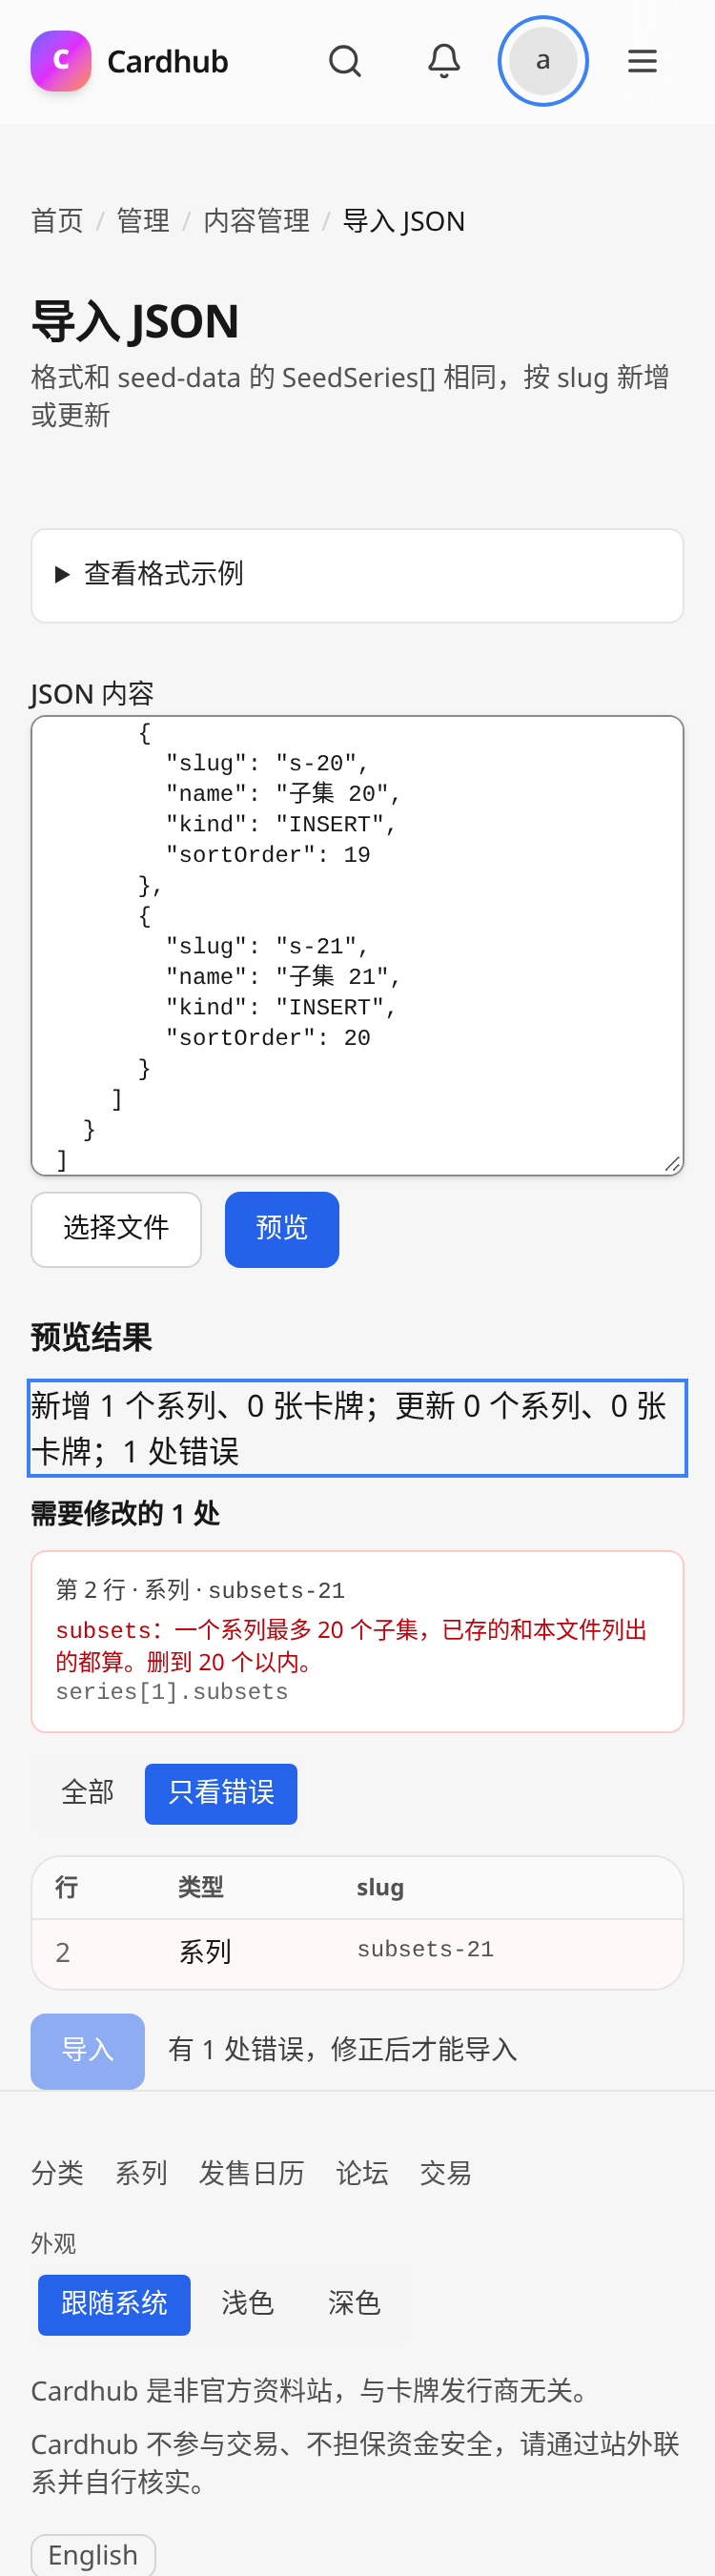 C Cardhub a
首页 / 管理 / 内容管理 / 导入 JSON
导入 JSON
格式和 seed-data 的 SeedSeries[] 相同，按 slug 新增
或更新
▶ 查看格式示例
JSON 内容
{
"slug": "s-20",
"name": "子集 20",
"kind": "INSERT",
"sortOrder": 19
},
{
"slug": "s-21",
"name": "子集 21",
"kind": "INSERT",
"sortOrder": 20
}
]
}
]
选择文件 预览
预览结果
新增 1 个系列、0 张卡牌；更新 0 个系列、0 张
卡牌；1 处错误
需要修改的 1 处
第 2 行 · 系列 · subsets-21
subsets：一个系列最多 20 个子集，已存的和本文件列出
的都算。删到 20 个以内。
series[1].subsets
全部 只看错误
行 类型 slug
2 系列 subsets-21
导入 有 1 处错误，修正后才能导入
分类 系列 发售日历 论坛 交易
外观
跟随系统 浅色 深色
Cardhub 是非官方资料站，与卡牌发行商无关。
Cardhub 不参与交易、不担保资金安全，请通过站外联
系并自行核实。
English